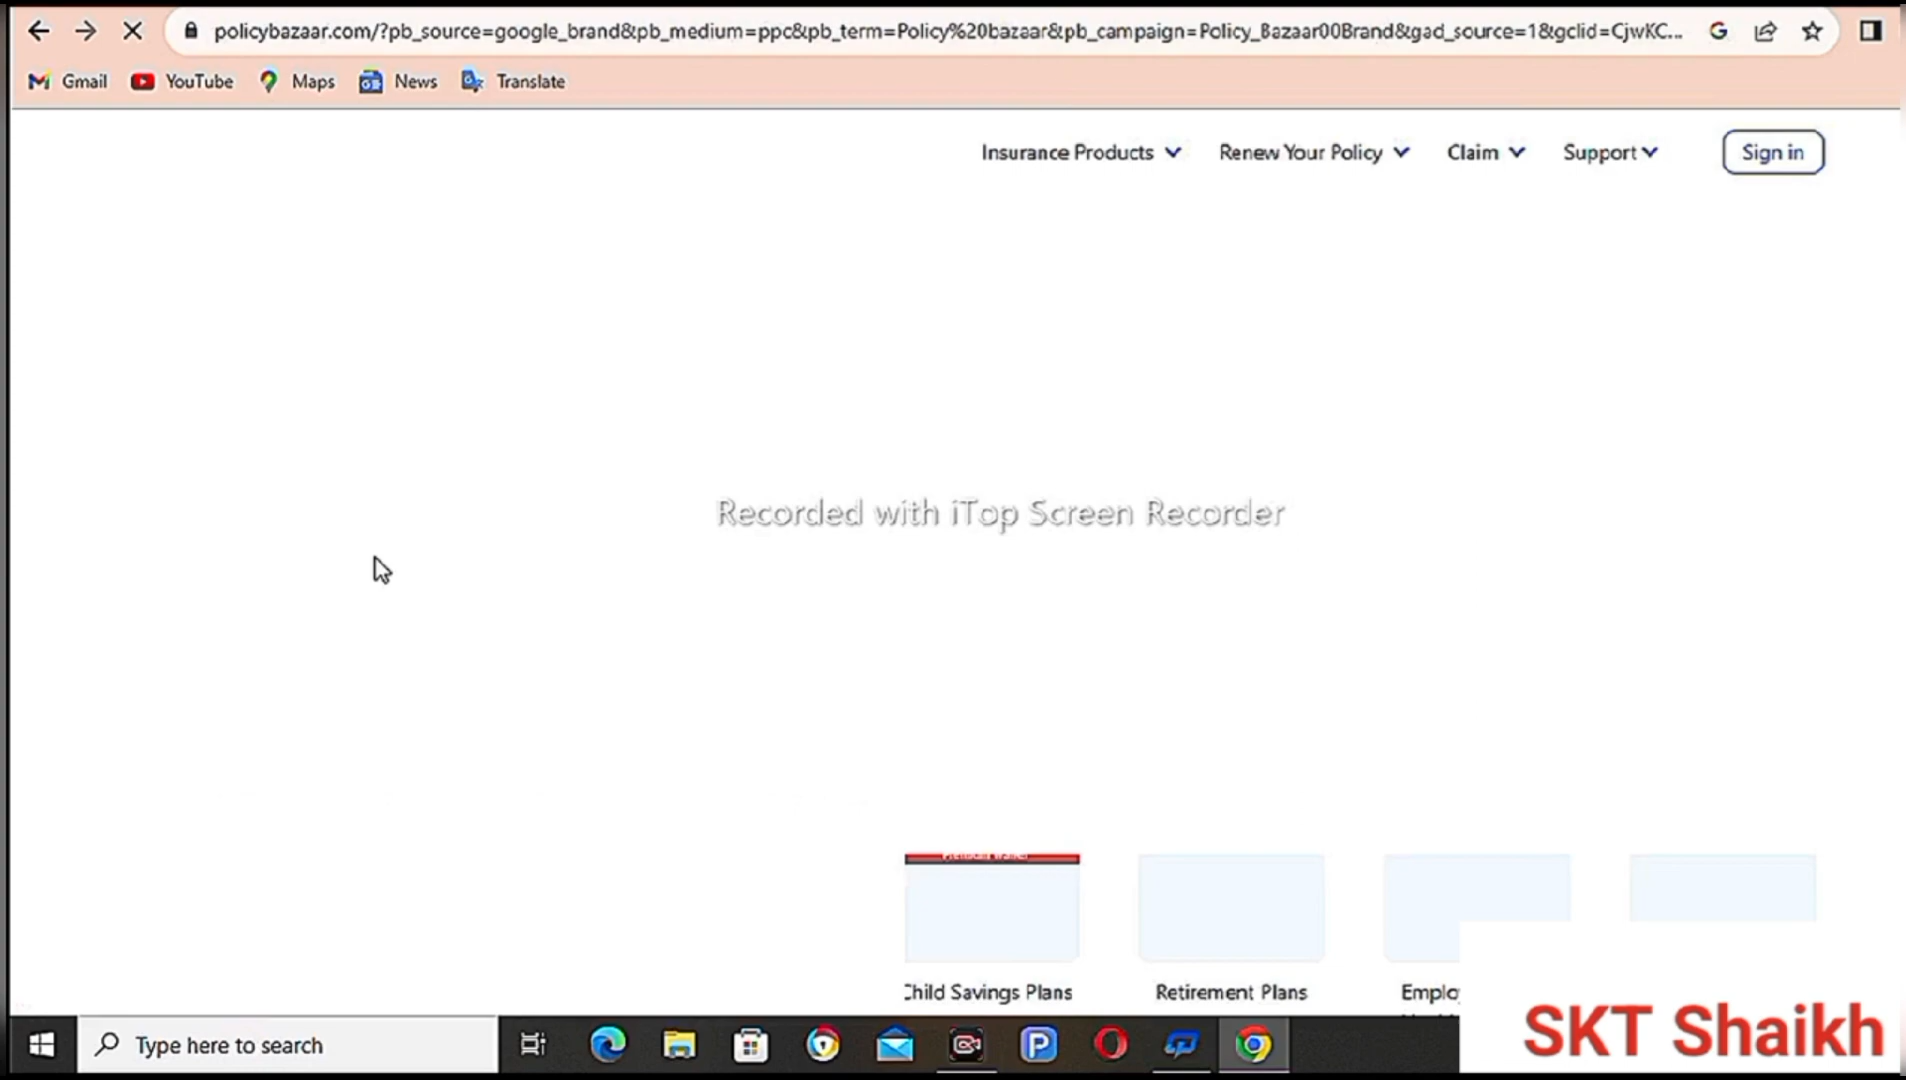 policybazaar.com/?pb_source=google_brand&pb_medium=ppc&pb_term=Policy%20bazaar&pb_campaign=Policy_Bazaar00Brand&gad_source=1&gclid=CjwKC...
Gmail YouTube Maps News Translate
Insurance Products Renew Your Policy Claim Support Sign in
Recorded with iTop Screen Recorder
Premium Waiver
Child Savings Plans Retirement Plans Emplo
Type here to search
SKT Shaikh